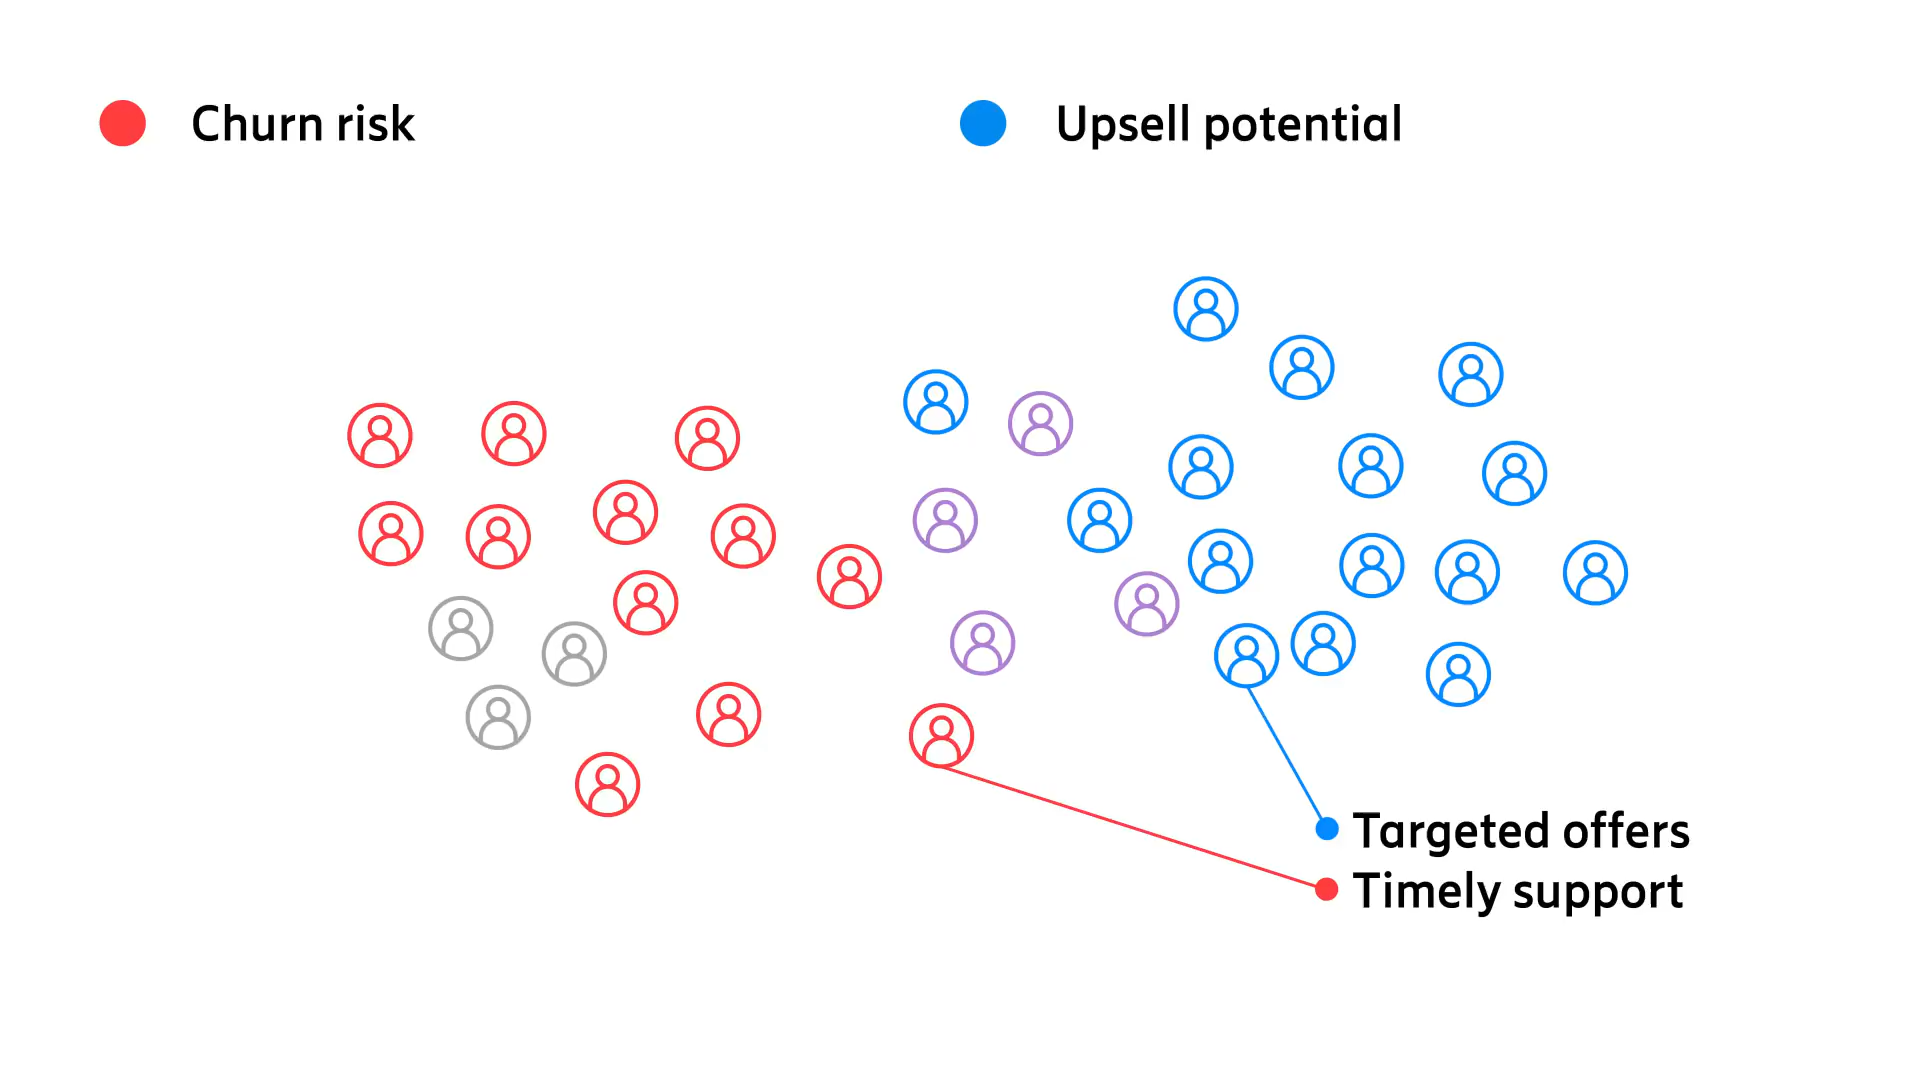 Churn risk
Upsell potential
Targeted offers
Timely support